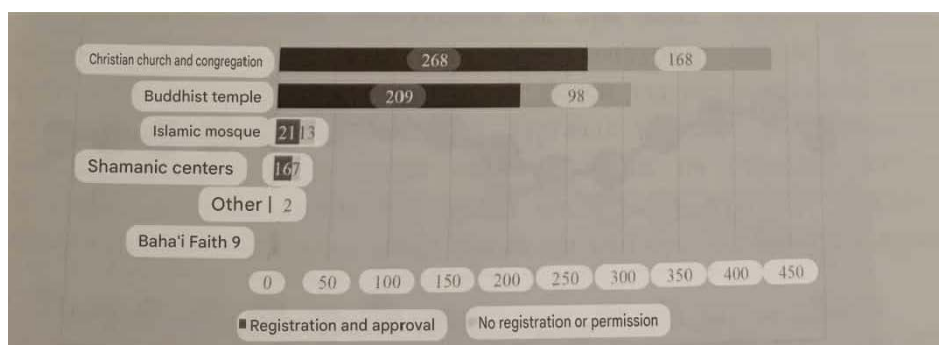 Christian church and congregation 268 168
Buddhist temple 209 98
Islamic mosque 21 13
Shamanic centers 16 7
Other | 2
Baha'i Faith 9
0 50 100 150 200 250 300 350 400 450
Registration and approval No registration or permission